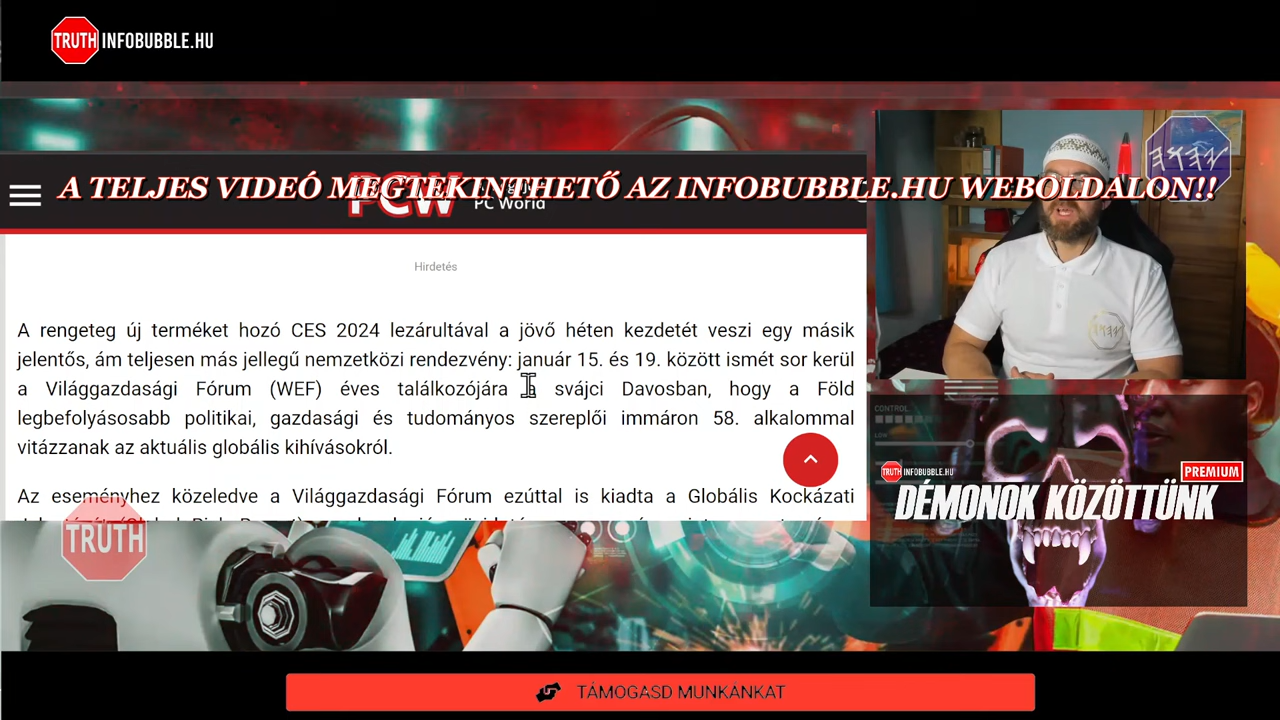 TRUTH INFOBUBBLE.HU
A TELJES VIDEÓ MEGTEKINTHETŐ AZ INFOBUBBLE.HU WEBOLDALON!!
PCW
PC World
Hirdetés
A rengeteg új terméket hozó CES 2024 lezárultával a jövő héten kezdetét veszi egy másik
jelentős, ám teljesen más jellegű nemzetközi rendezvény: január 15. és 19. között ismét sor kerül
a Világgazdasági Fórum (WEF) éves találkozójára a svájci Davosban, hogy a Föld
legbefolyásosabb politikai, gazdasági és tudományos szereplői immáron 58. alkalommal
vitázzanak az aktuális globális kihívásokról.
Az eseményhez közeledve a Világgazdasági Fórum ezúttal is kiadta a Globális Kockázati
TRUTH
CONTROL
LOW
TRUTH INFOBUBBLE.HU
PREMIUM
DÉMONOK KÖZÖTTÜNK
TÁMOGASD MUNKÁNKAT